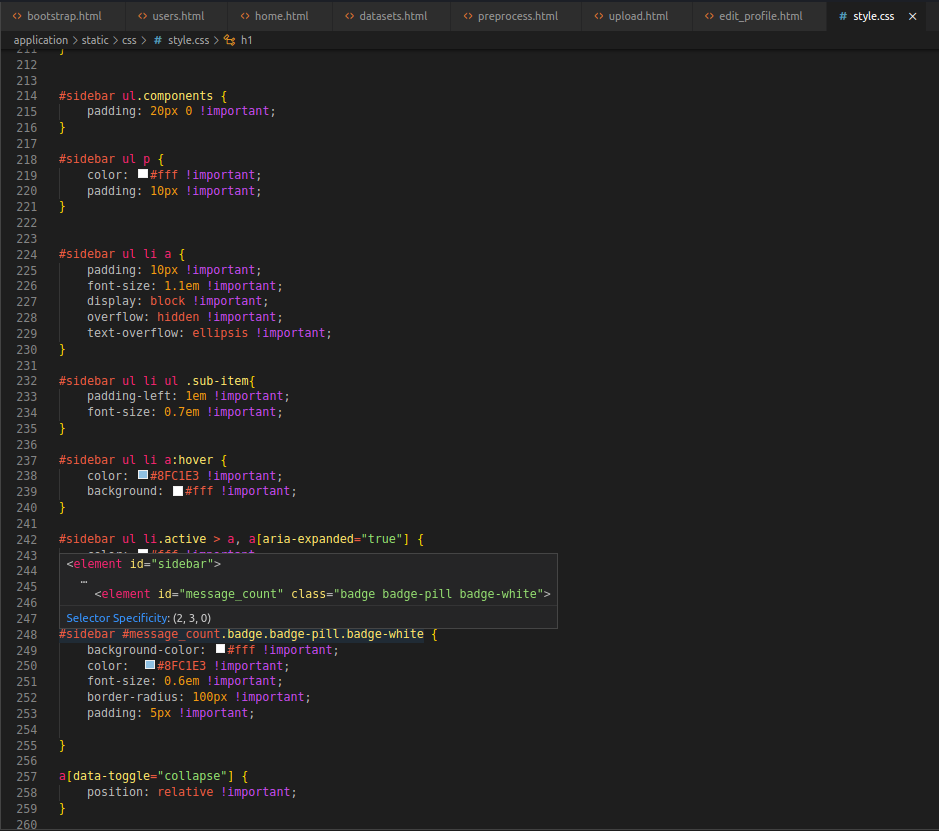 bootstrap.html users.html home.html datasets.html preprocess.html upload.html edit_profile.html # style.css ×
application > static > css > # style.css > h1
211 }
212
213
214 #sidebar ul.components {
215 padding: 20px 0 !important;
216 }
217
218 #sidebar ul p {
219 color: #fff !important;
220 padding: 10px !important;
221 }
222
223
224 #sidebar ul li a {
225 padding: 10px !important;
226 font-size: 1.1em !important;
227 display: block !important;
228 overflow: hidden !important;
229 text-overflow: ellipsis !important;
230 }
231
232 #sidebar ul li ul .sub-item{
233 padding-left: 1em !important;
234 font-size: 0.7em !important;
235 }
236
237 #sidebar ul li a:hover {
238 color: #8FC1E3 !important;
239 background: #fff !important;
240 }
241
242 #sidebar ul li.active > a, a[aria-expanded="true"] {
243 color: #fff !important
244 <element id="sidebar">
245 …
246 <element id="message_count" class="badge badge-pill badge-white">
247 Selector Specificity: (2, 3, 0)
248 #sidebar #message_count.badge.badge-pill.badge-white {
249 background-color: #fff !important;
250 color: #8FC1E3 !important;
251 font-size: 0.6em !important;
252 border-radius: 100px !important;
253 padding: 5px !important;
254
255 }
256
257 a[data-toggle="collapse"] {
258 position: relative !important;
259 }
260